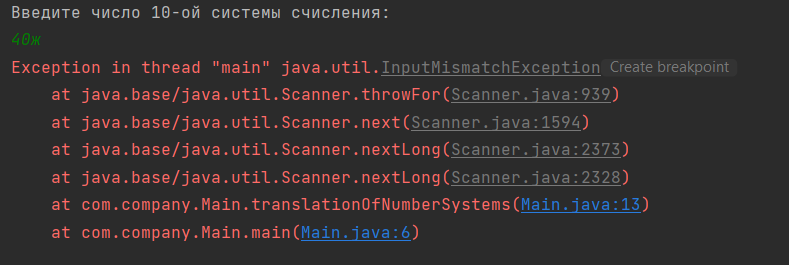 Введите число 10-ой системы счисления:
40ж
Exception in thread "main" java.util.InputMismatchException Create breakpoint
at java.base/java.util.Scanner.throwFor(Scanner.java:939)
at java.base/java.util.Scanner.next(Scanner.java:1594)
at java.base/java.util.Scanner.nextLong(Scanner.java:2373)
at java.base/java.util.Scanner.nextLong(Scanner.java:2328)
at com.company.Main.translationOfNumberSystems(Main.java:13)
at com.company.Main.main(Main.java:6)